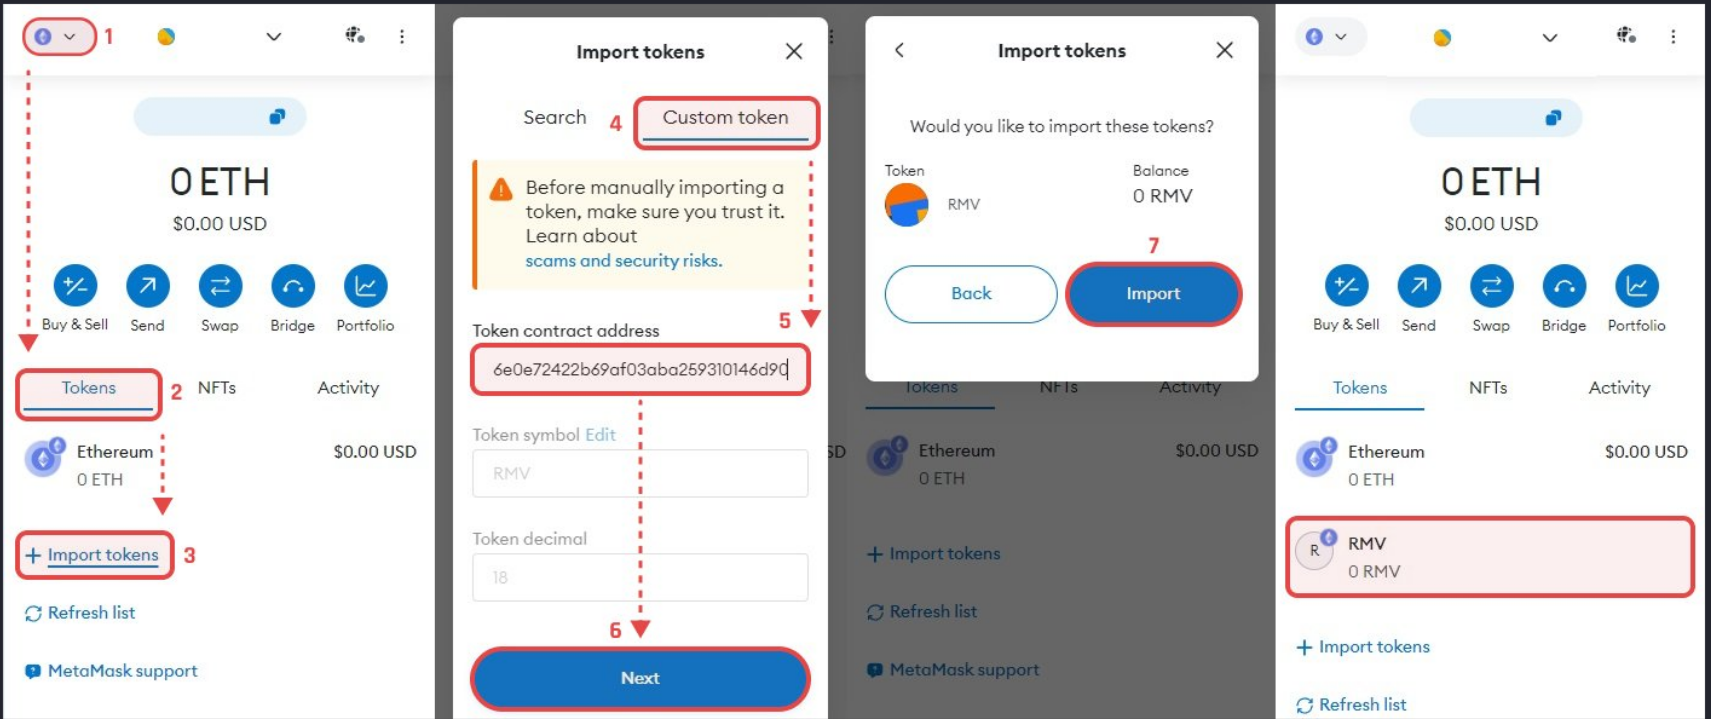 1
0 ETH
$0.00 USD
Buy & Sell
Send
Swap
Bridge
Portfolio
Tokens
2
NFTs
Activity
Ethereum
$0.00 USD
0 ETH
+ Import tokens
3
Refresh list
MetaMask support
Import tokens
Search
4
Custom token
Before manually importing a
token, make sure you trust it.
Learn about
scams and security risks.
Token contract address
5
6e0e72422b69af03aba259310146d90
Token symbol Edit
RMV
Token decimal
18
6
Next
Import tokens
Would you like to import these tokens?
Token
Balance
RMV
0 RMV
7
Back
Import
Tokens
NFTs
Activity
SD
Ethereum
$0.00 USD
0 ETH
+ Import tokens
Refresh list
MetaMask support
0 ETH
$0.00 USD
Buy & Sell
Send
Swap
Bridge
Portfolio
Tokens
NFTs
Activity
Ethereum
$0.00 USD
0 ETH
R
RMV
0 RMV
+ Import tokens
Refresh list